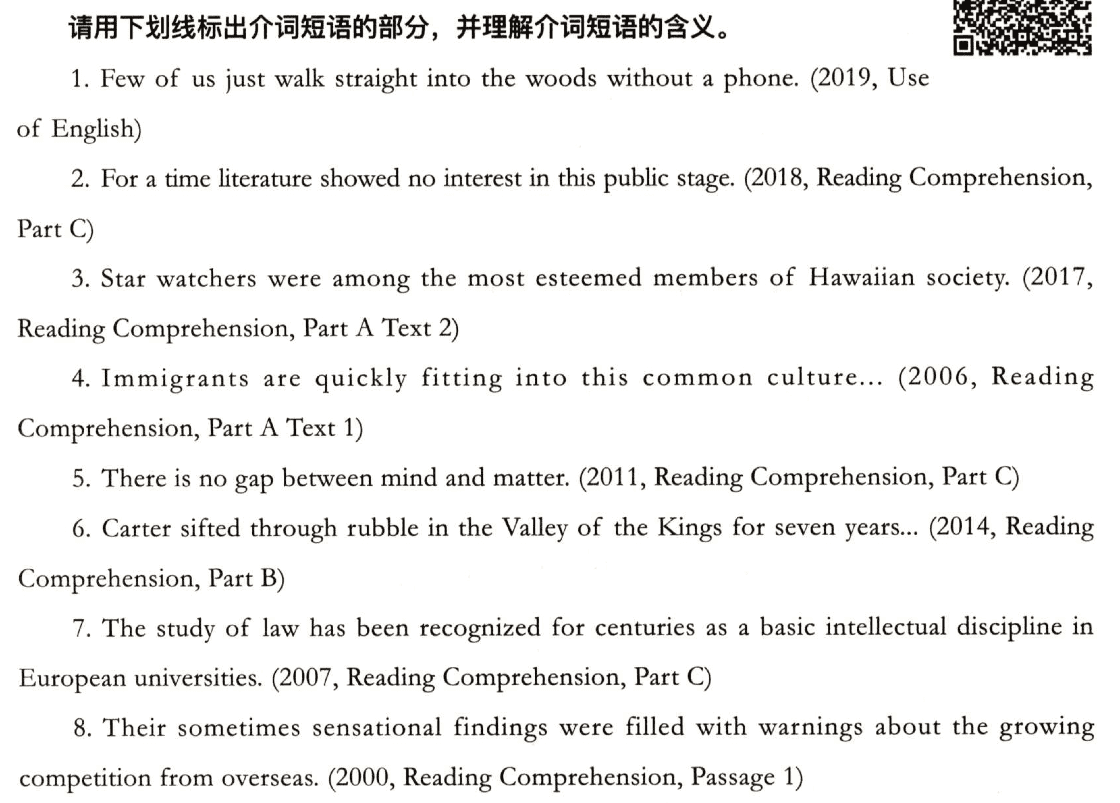 请用下划线标出介词短语的部分，并理解介词短语的含义。
1. Few of us just walk straight into the woods without a phone. (2019, Use
of English)
2. For a time literature showed no interest in this public stage. (2018, Reading Comprehension,
Part C)
3. Star watchers were among the most esteemed members of Hawaiian society. (2017,
Reading Comprehension, Part A Text 2)
4. Immigrants are quickly fitting into this common culture... (2006, Reading
Comprehension, Part A Text 1)
5. There is no gap between mind and matter. (2011, Reading Comprehension, Part C)
6. Carter sifted through rubble in the Valley of the Kings for seven years... (2014, Reading
Comprehension, Part B)
7. The study of law has been recognized for centuries as a basic intellectual discipline in
European universities. (2007, Reading Comprehension, Part C)
8. Their sometimes sensational findings were filled with warnings about the growing
competition from overseas. (2000, Reading Comprehension, Passage 1)